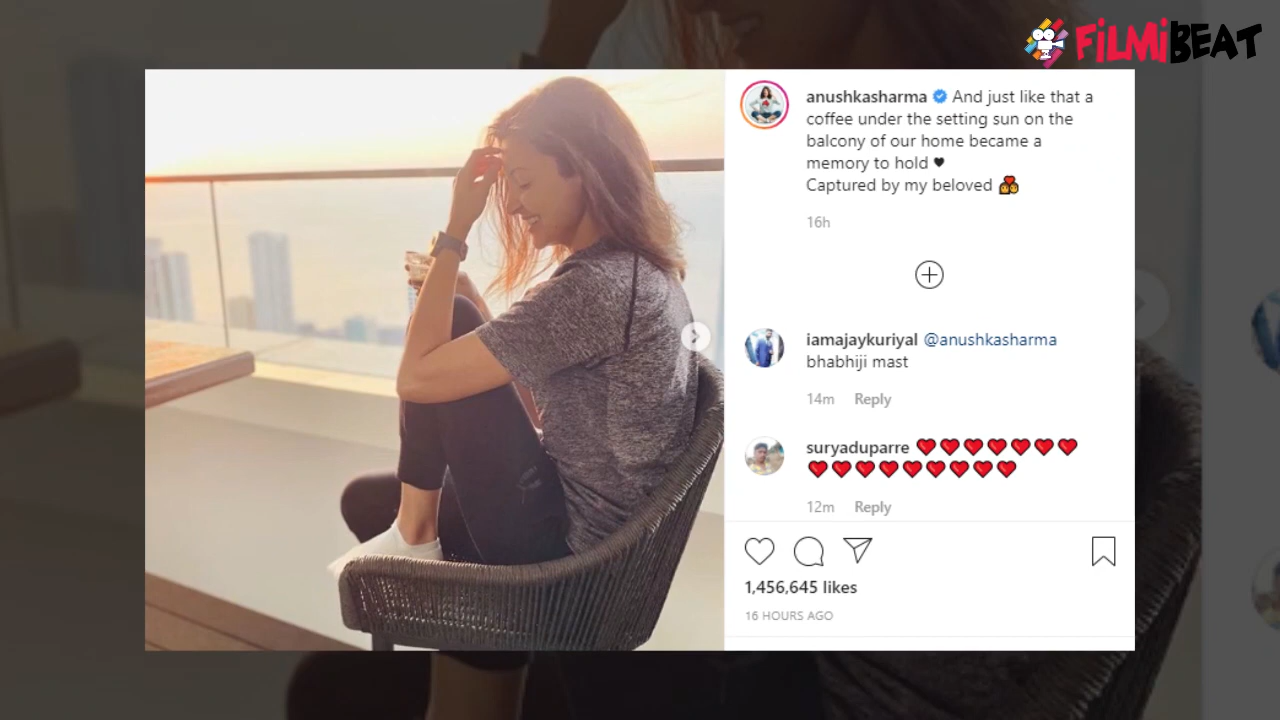 FiLMiBEAT
anushkasharma And just like that a
coffee under the setting sun on the
balcony of our home became a
memory to hold ♥
Captured by my beloved 👩‍❤️‍👨
16h
iamajaykuriyal @anushkasharma
bhabhiji mast
14m Reply
suryaduparre ❤️❤️❤️❤️❤️❤️❤️
❤️❤️❤️❤️❤️❤️❤️❤️❤️
12m Reply
1,456,645 likes
16 HOURS AGO